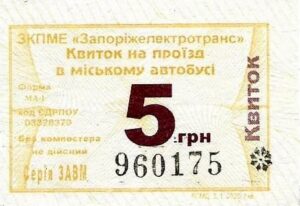 ЗКПМЕ «Запоріжелектротранс»
Квиток на проїзд
в міському автобусі
Форма
МА-1
код ЄДРПОУ
03328379
Без компостера
не дійсний
Серія ЗАВМ
5 грн
960175
Квиток